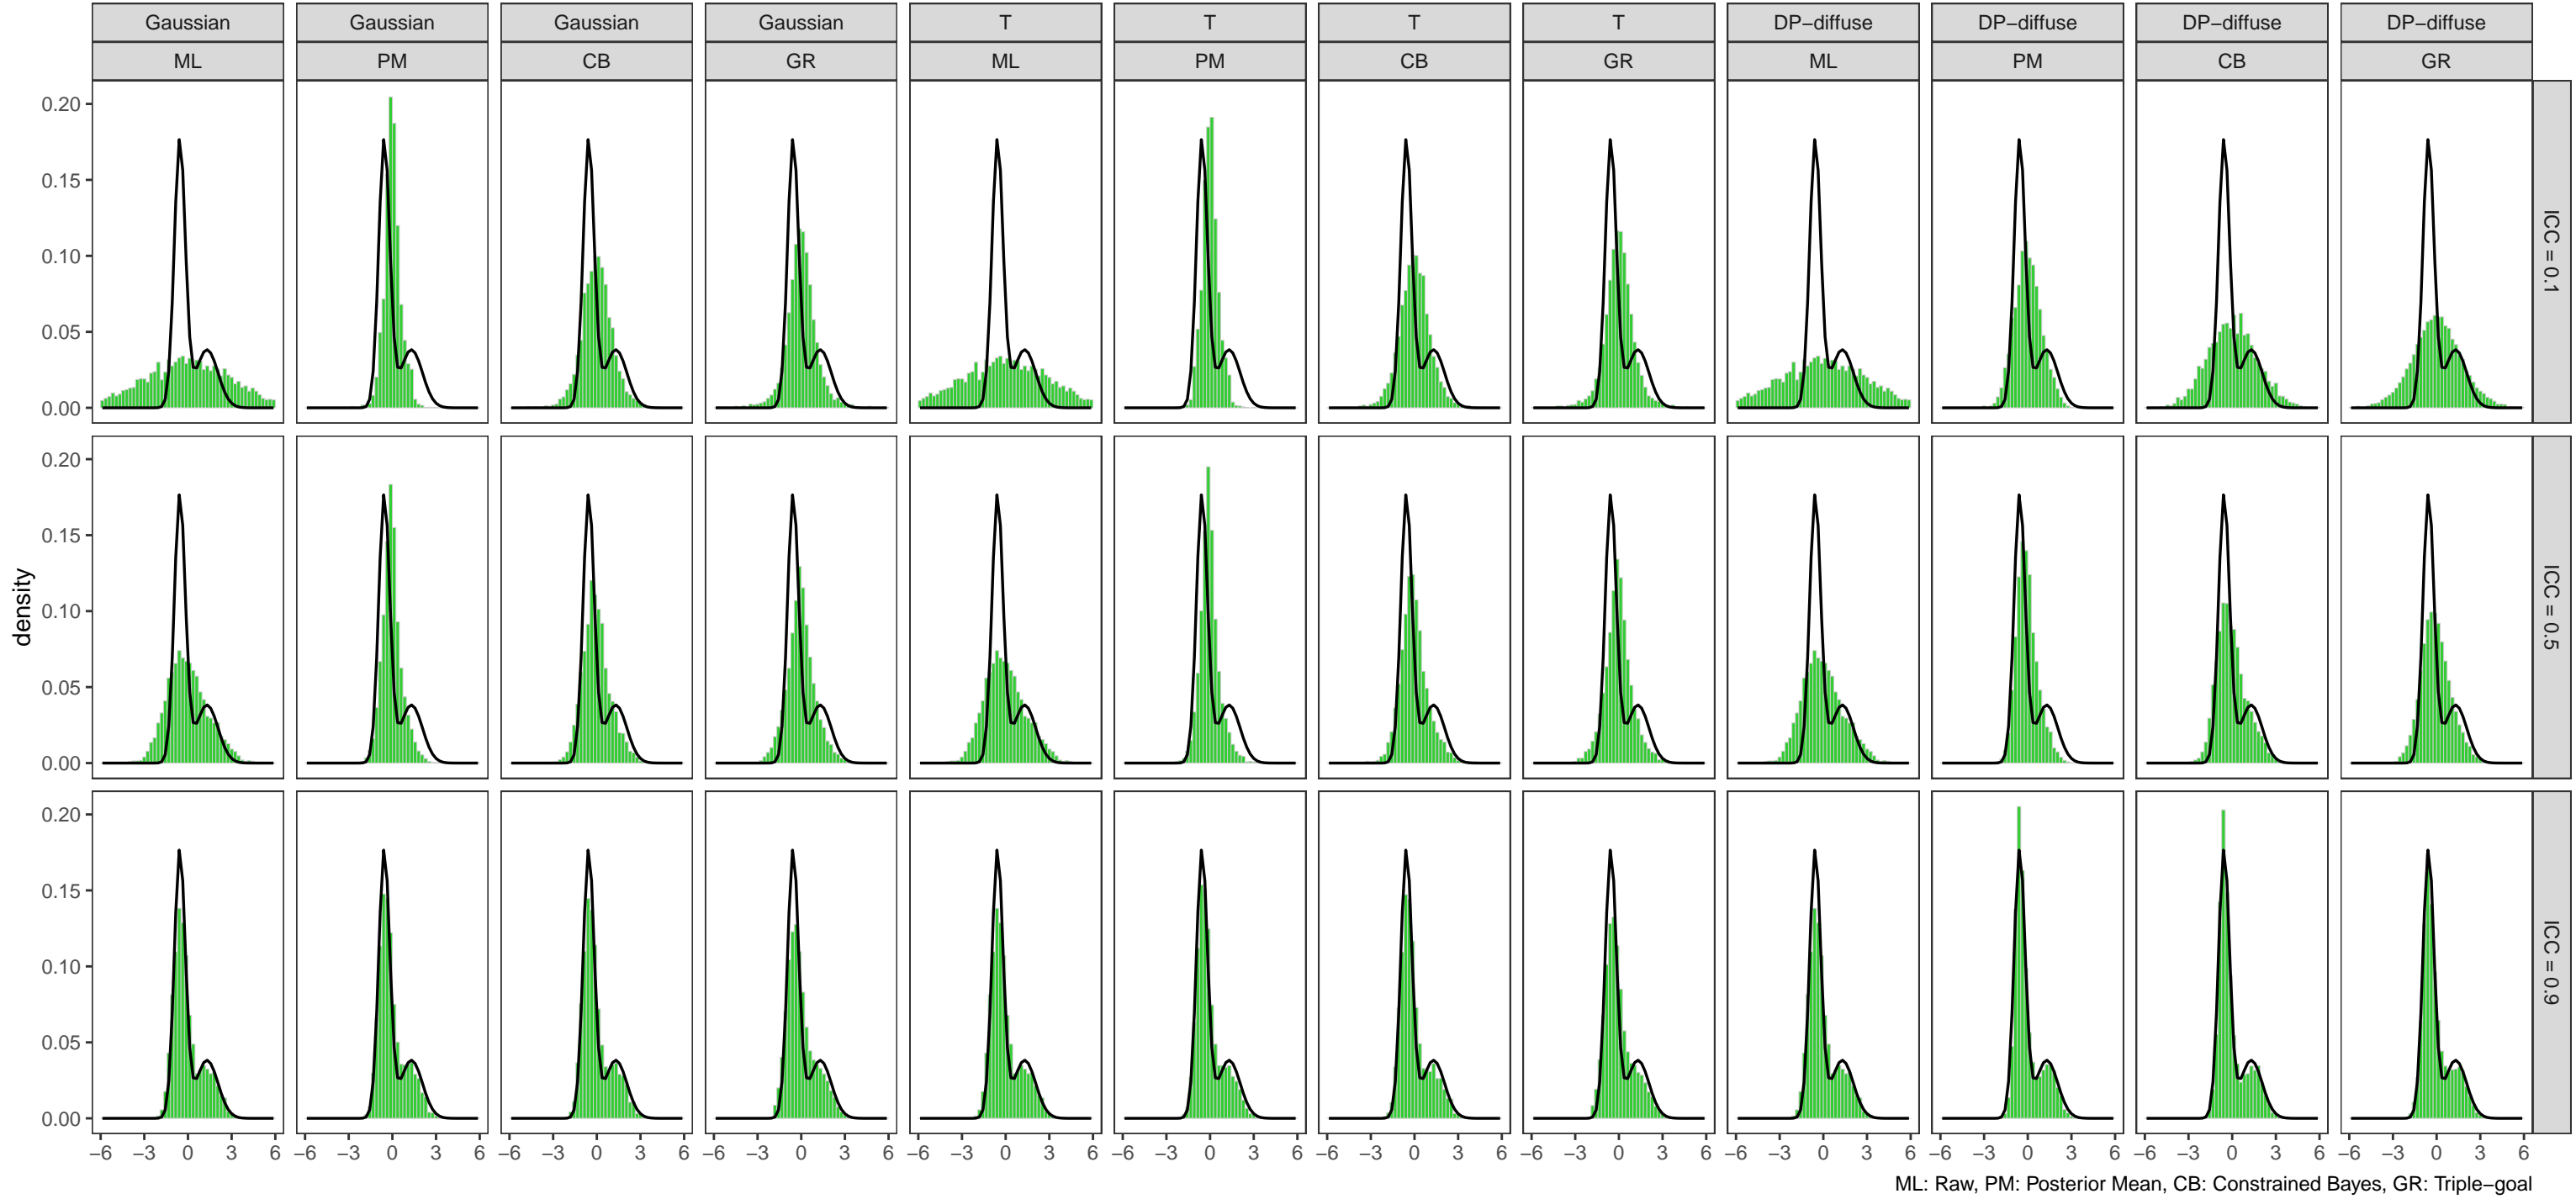 Gaussian Gaussian Gaussian Gaussian T T T T DP−diffuse DP−diffuse DP−diffuse DP−diffuse
ML PM CB GR ML PM CB GR ML PM CB GR
0.20
0.15
0.10
0.05
0.00
ICC = 0.1
density
0.20
0.15
0.10
0.05
0.00
ICC = 0.5
0.20
0.15
0.10
0.05
0.00
ICC = 0.9
−6 −3 0 3 6 −6 −3 0 3 6 −6 −3 0 3 6 −6 −3 0 3 6 −6 −3 0 3 6 −6 −3 0 3 6 −6 −3 0 3 6 −6 −3 0 3 6 −6 −3 0 3 6 −6 −3 0 3 6 −6 −3 0 3 6 −6 −3 0 3 6
ML: Raw, PM: Posterior Mean, CB: Constrained Bayes, GR: Triple−goal